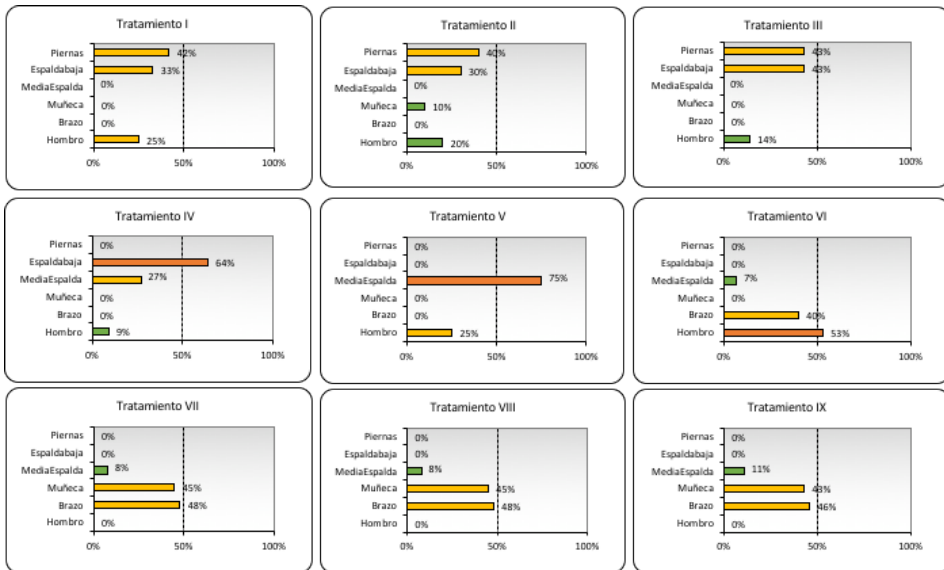 Tratamiento I
Piernas 42%
Espaldabaja 33%
MediaEspalda 0%
Muñeca 0%
Brazo 0%
Hombro 25%
0% 50% 100%
Tratamiento II
Piernas 40%
Espaldabaja 30%
MediaEspalda 0%
Muñeca 10%
Brazo 0%
Hombro 20%
0% 50% 100%
Tratamiento III
Piernas 43%
Espaldabaja 43%
MediaEspalda 0%
Muñeca 0%
Brazo 0%
Hombro 14%
0% 50% 100%
Tratamiento IV
Piernas 0%
Espaldabaja 64%
MediaEspalda 27%
Muñeca 0%
Brazo 0%
Hombro 9%
0% 50% 100%
Tratamiento V
Piernas 0%
Espaldabaja 0%
MediaEspalda 75%
Muñeca 0%
Brazo 0%
Hombro 25%
0% 50% 100%
Tratamiento VI
Piernas 0%
Espaldabaja 0%
MediaEspalda 7%
Muñeca 0%
Brazo 40%
Hombro 53%
0% 50% 100%
Tratamiento VII
Piernas 0%
Espaldabaja 0%
MediaEspalda 8%
Muñeca 45%
Brazo 48%
Hombro 0%
0% 50% 100%
Tratamiento VIII
Piernas 0%
Espaldabaja 0%
MediaEspalda 8%
Muñeca 45%
Brazo 48%
Hombro 0%
0% 50% 100%
Tratamiento IX
Piernas 0%
Espaldabaja 0%
MediaEspalda 11%
Muñeca 43%
Brazo 46%
Hombro 0%
0% 50% 100%